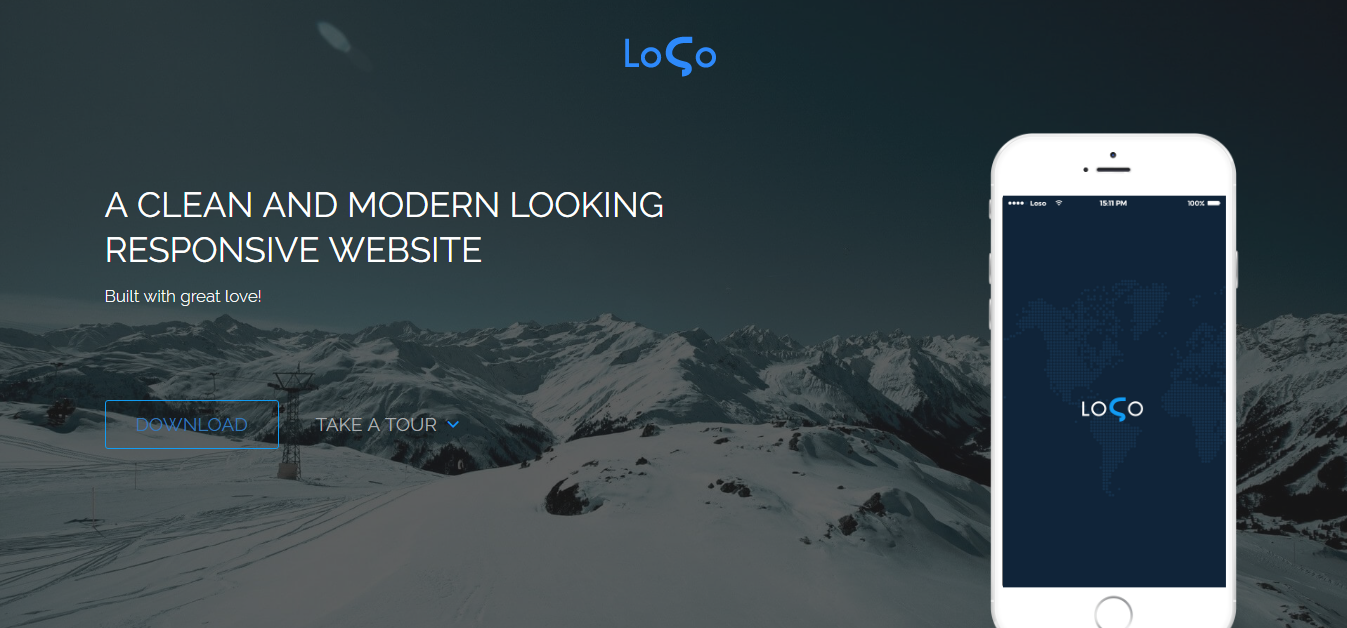 LoSo
A CLEAN AND MODERN LOOKING
RESPONSIVE WEBSITE
Built with great love!
DOWNLOAD
TAKE A TOUR
Loso 15:11 PM 100%
LOSO